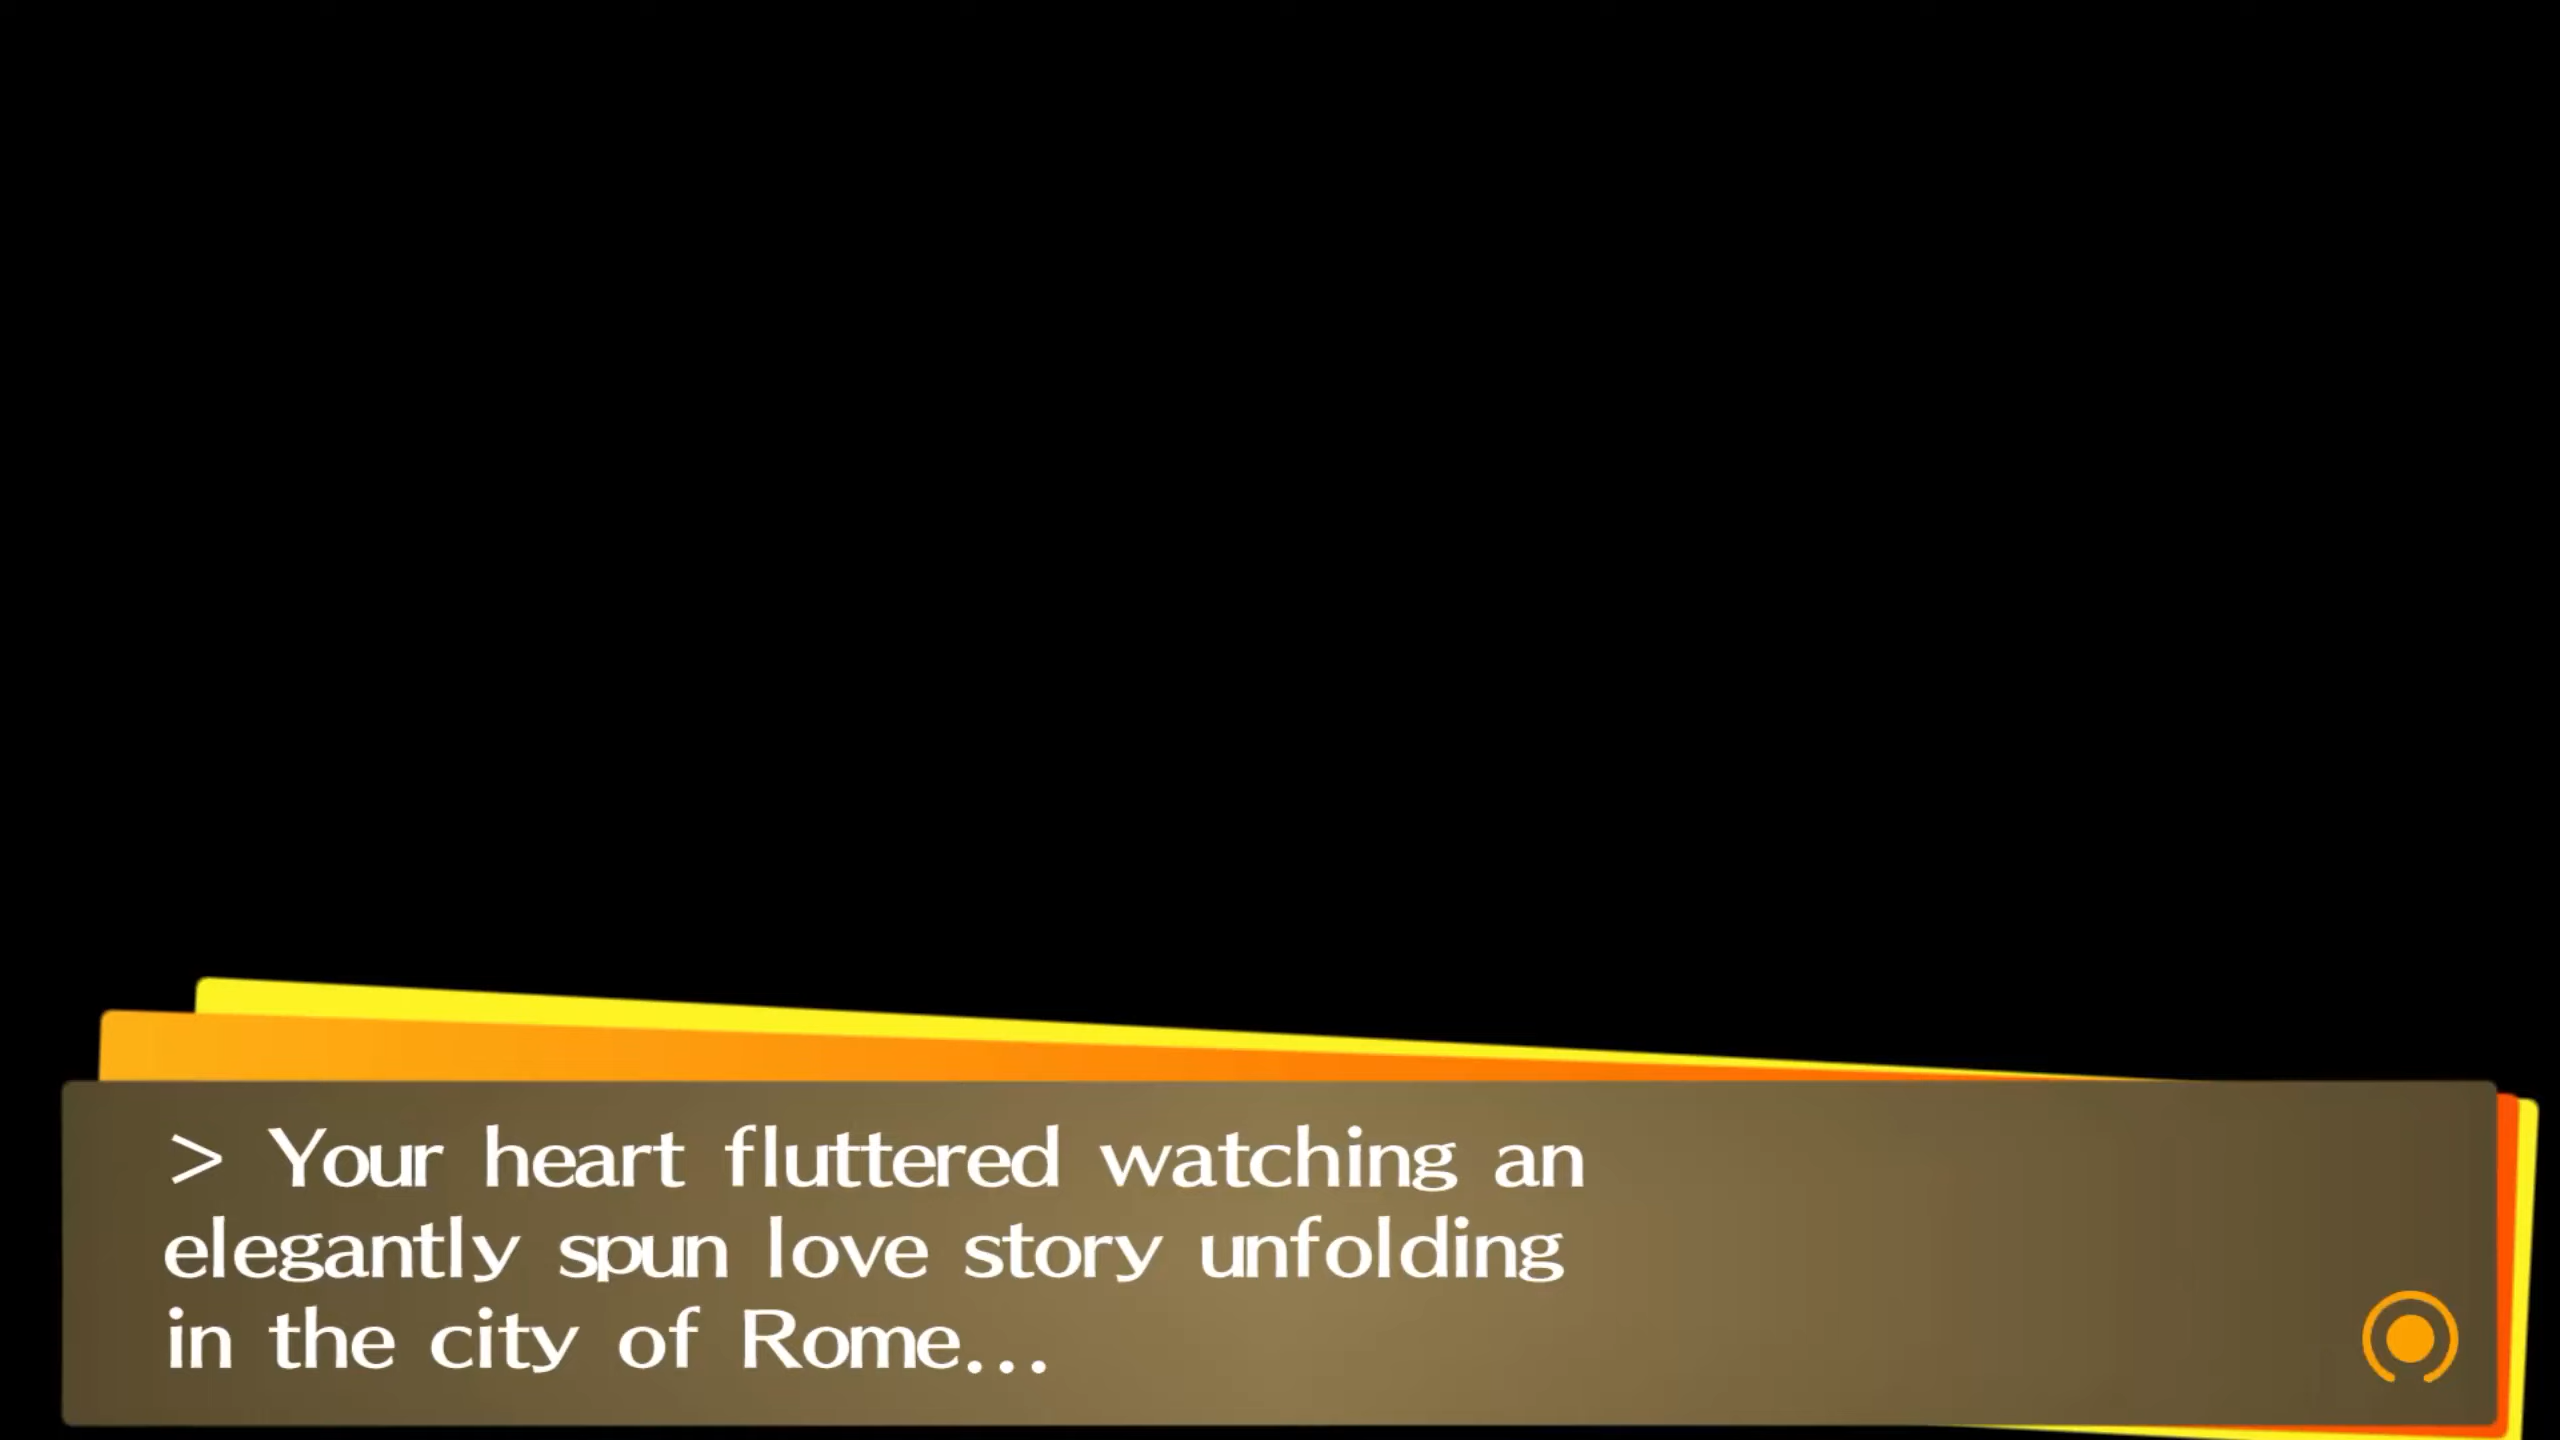 > Your heart fluttered watching an
elegantly spun love story unfolding
in the city of Rome...